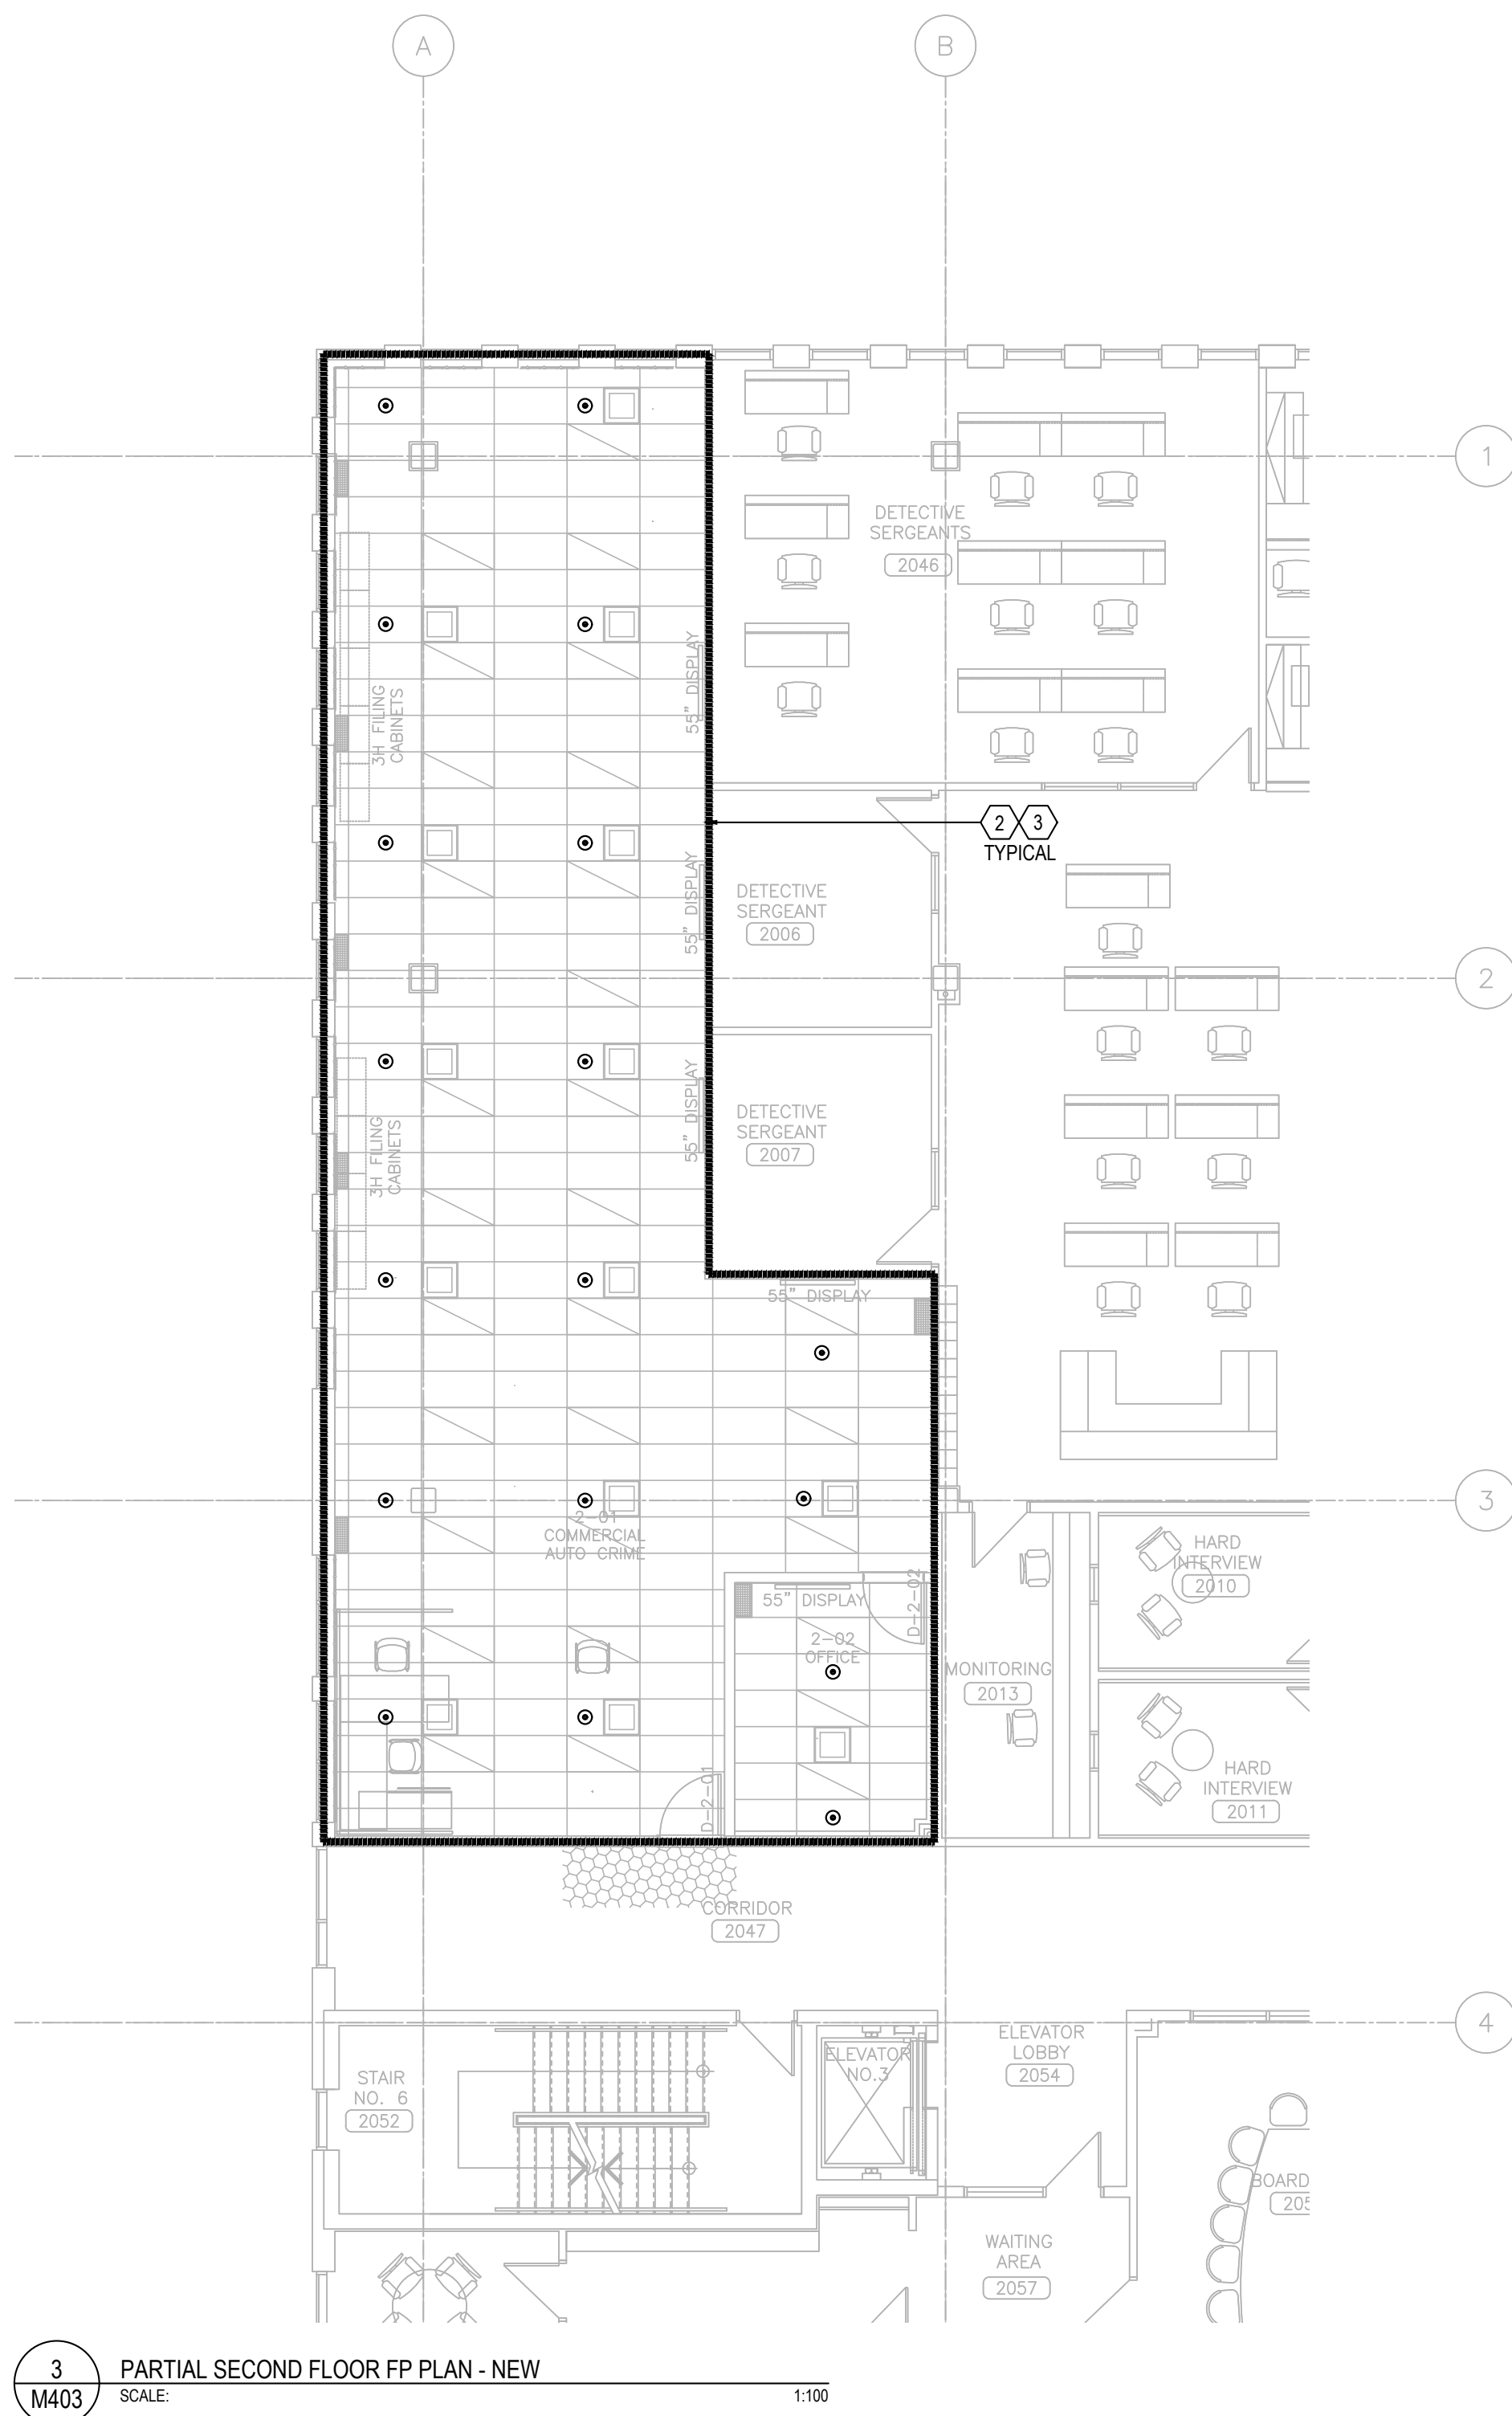 A
B
1
DETECTIVE
SERGEANTS
2046
55" DISPLAY
3H FILING
CABINETS
2
3
TYPICAL
55" DISPLAY
DETECTIVE
SERGEANT
2006
2
55" DISPLAY
DETECTIVE
SERGEANT
2007
3H FILING
CABINETS
55" DISPLAY
3
2-01
COMMERCIAL
AUTO CRIME
HARD
INTERVIEW
2010
55" DISPLAY
D-2-02
2-02
OFFICE
MONITORING
2013
D-2-01
HARD
INTERVIEW
2011
CORRIDOR
2047
4
ELEVATOR
LOBBY
2054
ELEVATOR
NO.3
STAIR
NO. 6
2052
BOARD
205
WAITING
AREA
2057
3
M403
PARTIAL SECOND FLOOR FP PLAN - NEW
SCALE:
1:100